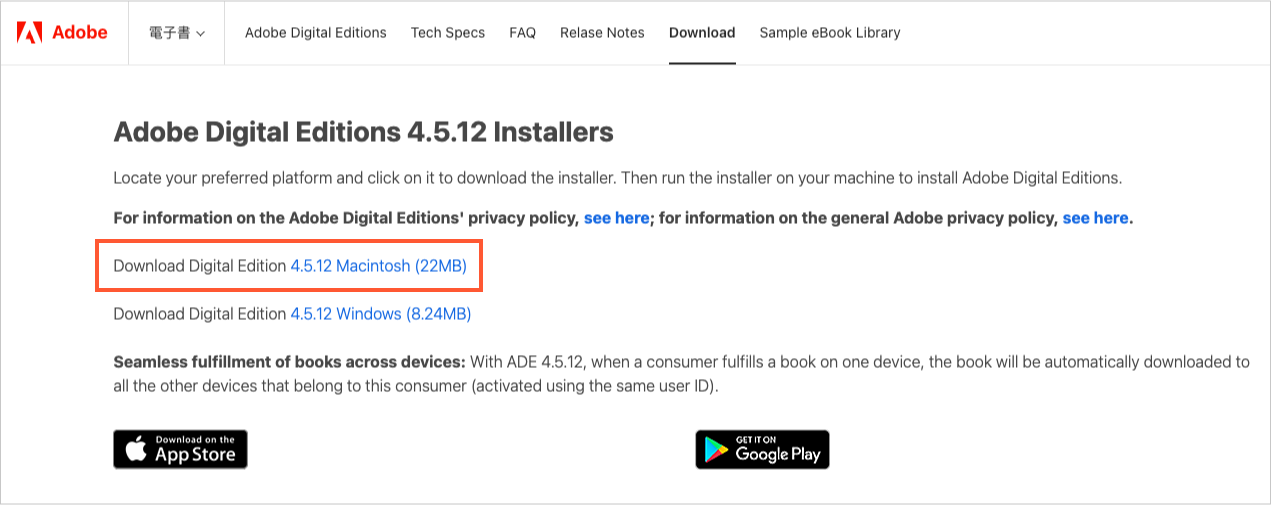 Adobe 電子書 Adobe Digital Editions Tech Specs FAQ Relase Notes Download Sample eBook Library
Adobe Digital Editions 4.5.12 Installers
Locate your preferred platform and click on it to download the installer. Then run the installer on your machine to install Adobe Digital Editions.
For information on the Adobe Digital Editions' privacy policy, see here; for information on the general Adobe privacy policy, see here.
Download Digital Edition 4.5.12 Macintosh (22MB)
Download Digital Edition 4.5.12 Windows (8.24MB)
Seamless fulfillment of books across devices: With ADE 4.5.12, when a consumer fulfills a book on one device, the book will be automatically downloaded to
all the other devices that belong to this consumer (activated using the same user ID).
Download on the
App Store
GET IT ON
Google Play